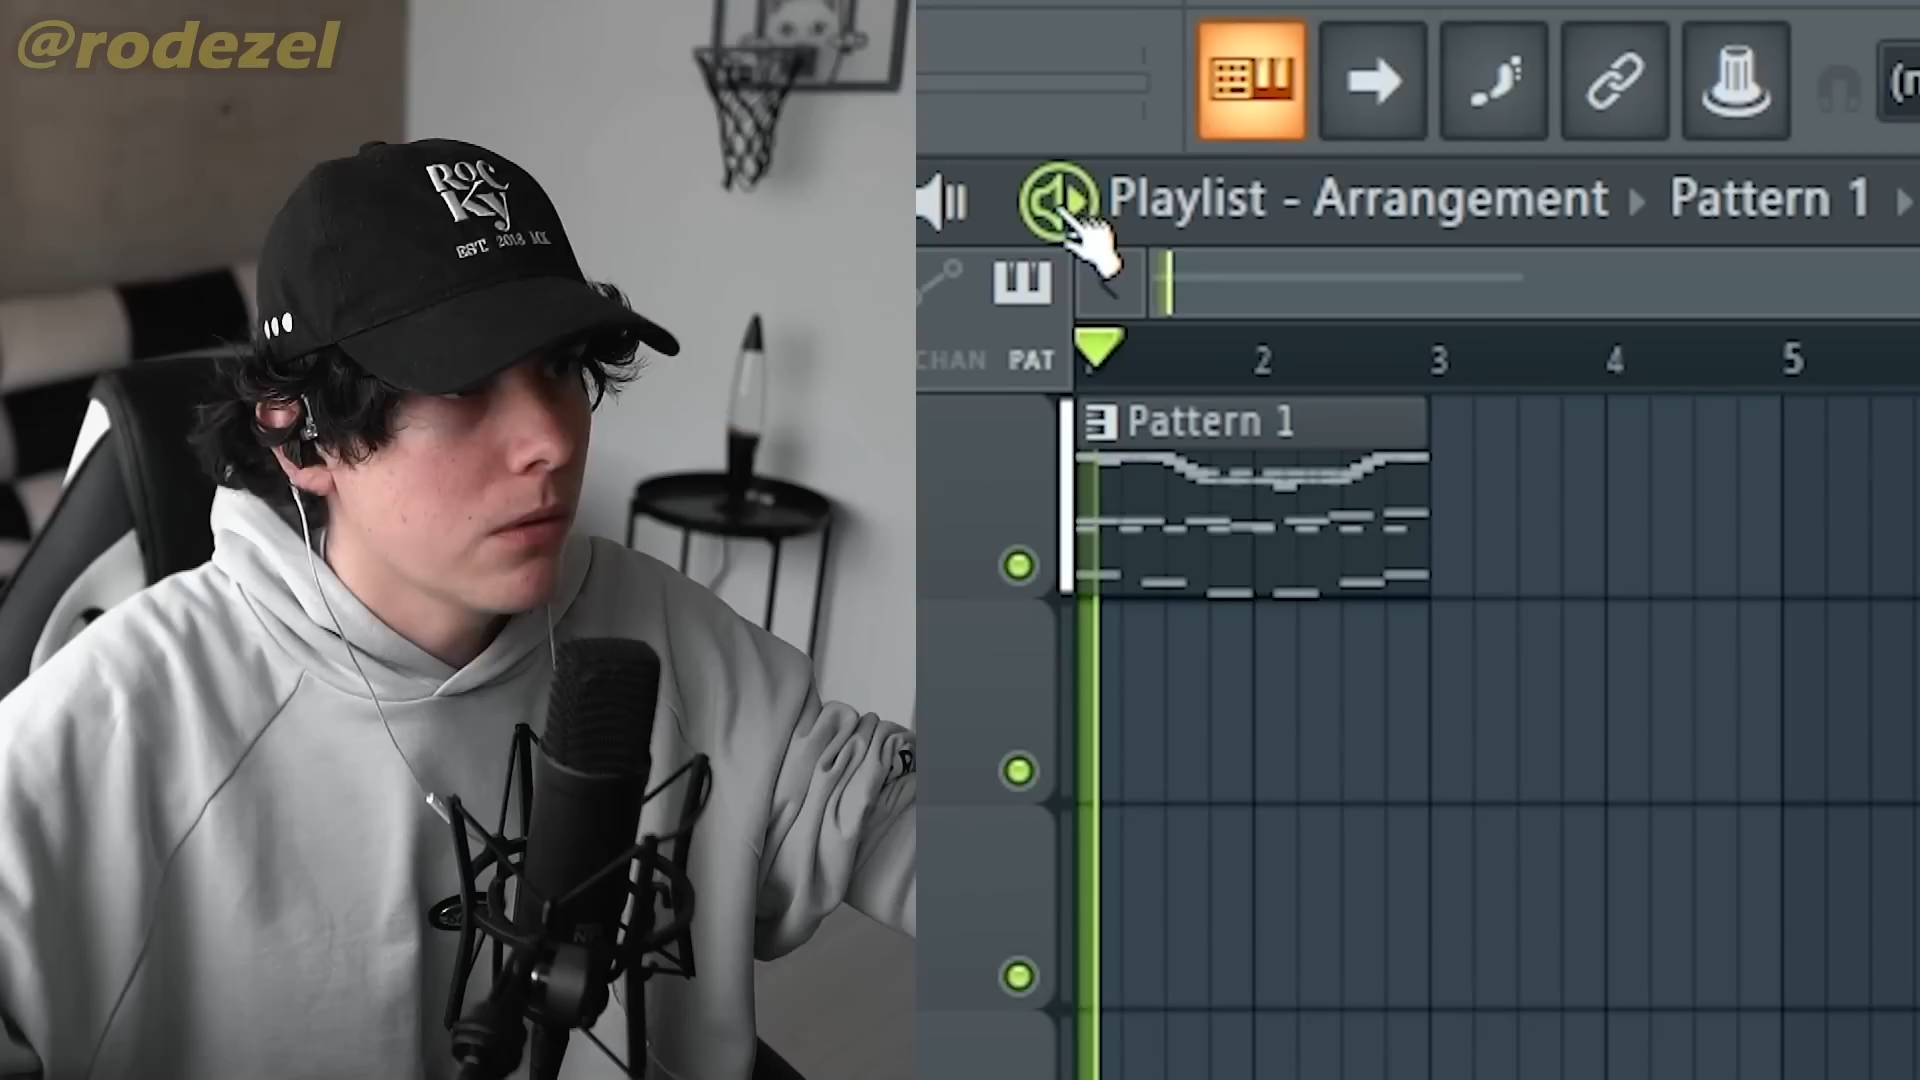 @rodezel
ROC
Ky
EST. 2018 MX
Playlist - Arrangement
Pattern 1
CHAN
PAT
2
3
4
5
Pattern 1